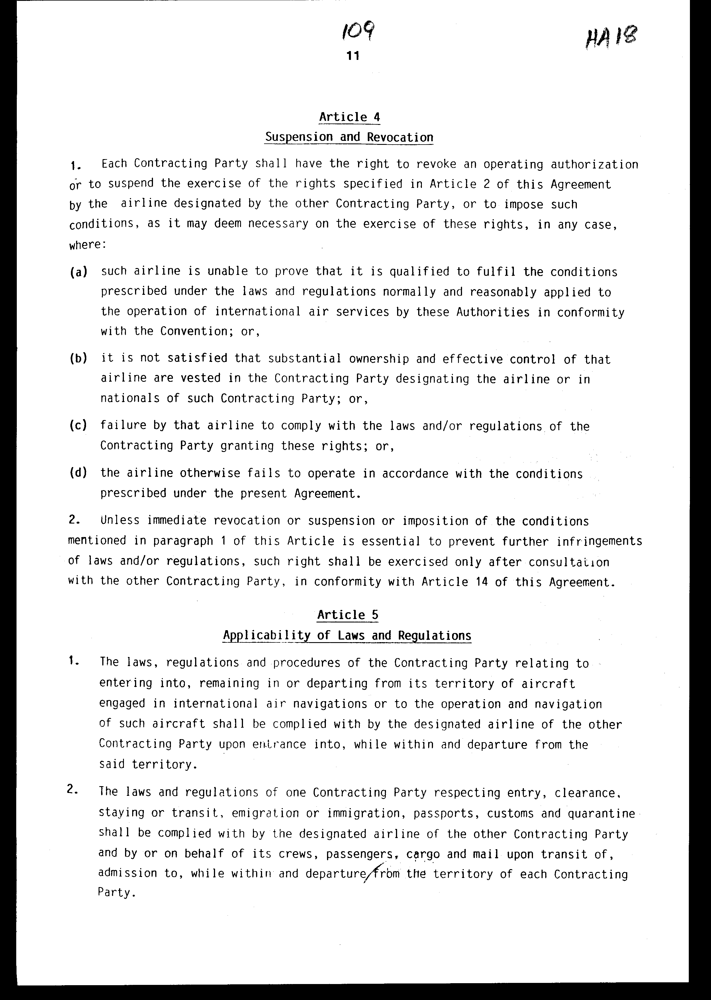 109
HA18
11
Article 4
Suspension and Revocation
1. Each Contracting Party shall have the right to revoke an operating authorization
or to suspend the exercise of the rights specified in Article 2 of this Agreement
by the airline designated by the other Contracting Party, or to impose such
conditions, as it may deem necessary on the exercise of these rights, in any case,
where:
(a) such airline is unable to prove that it is qualified to fulfil the conditions
prescribed under the laws and regulations normally and reasonably applied to
the operation of international air services by these Authorities in conformity
with the Convention; or,
(b) it is not satisfied that substantial ownership and effective control of that
airline are vested in the Contracting Party designating the airline or in
nationals of such Contracting Party; or,
(c) failure by that airline to comply with the laws and/or regulations of the
Contracting Party granting these rights; or,
(d) the airline otherwise fails to operate in accordance with the conditions
prescribed under the present Agreement.
2. Unless immediate revocation or suspension or imposition of the conditions
mentioned in paragraph 1 of this Article is essential to prevent further infringements
of laws and/or regulations, such right shall be exercised only after consultation
with the other Contracting Party, in conformity with Article 14 of this Agreement.
Article 5
Applicability of Laws and Regulations
1. The laws, regulations and procedures of the Contracting Party relating to
entering into, remaining in or departing from its territory of aircraft
engaged in international air navigations or to the operation and navigation
of such aircraft shall be complied with by the designated airline of the other
Contracting Party upon entrance into, while within and departure from the
said territory.
2. The laws and regulations of one Contracting Party respecting entry, clearance,
staying or transit, emigration or immigration, passports, customs and quarantine
shall be complied with by the designated airline of the other Contracting Party
and by or on behalf of its crews, passengers, cargo and mail upon transit of,
admission to, while within and departure/from the territory of each Contracting
Party.